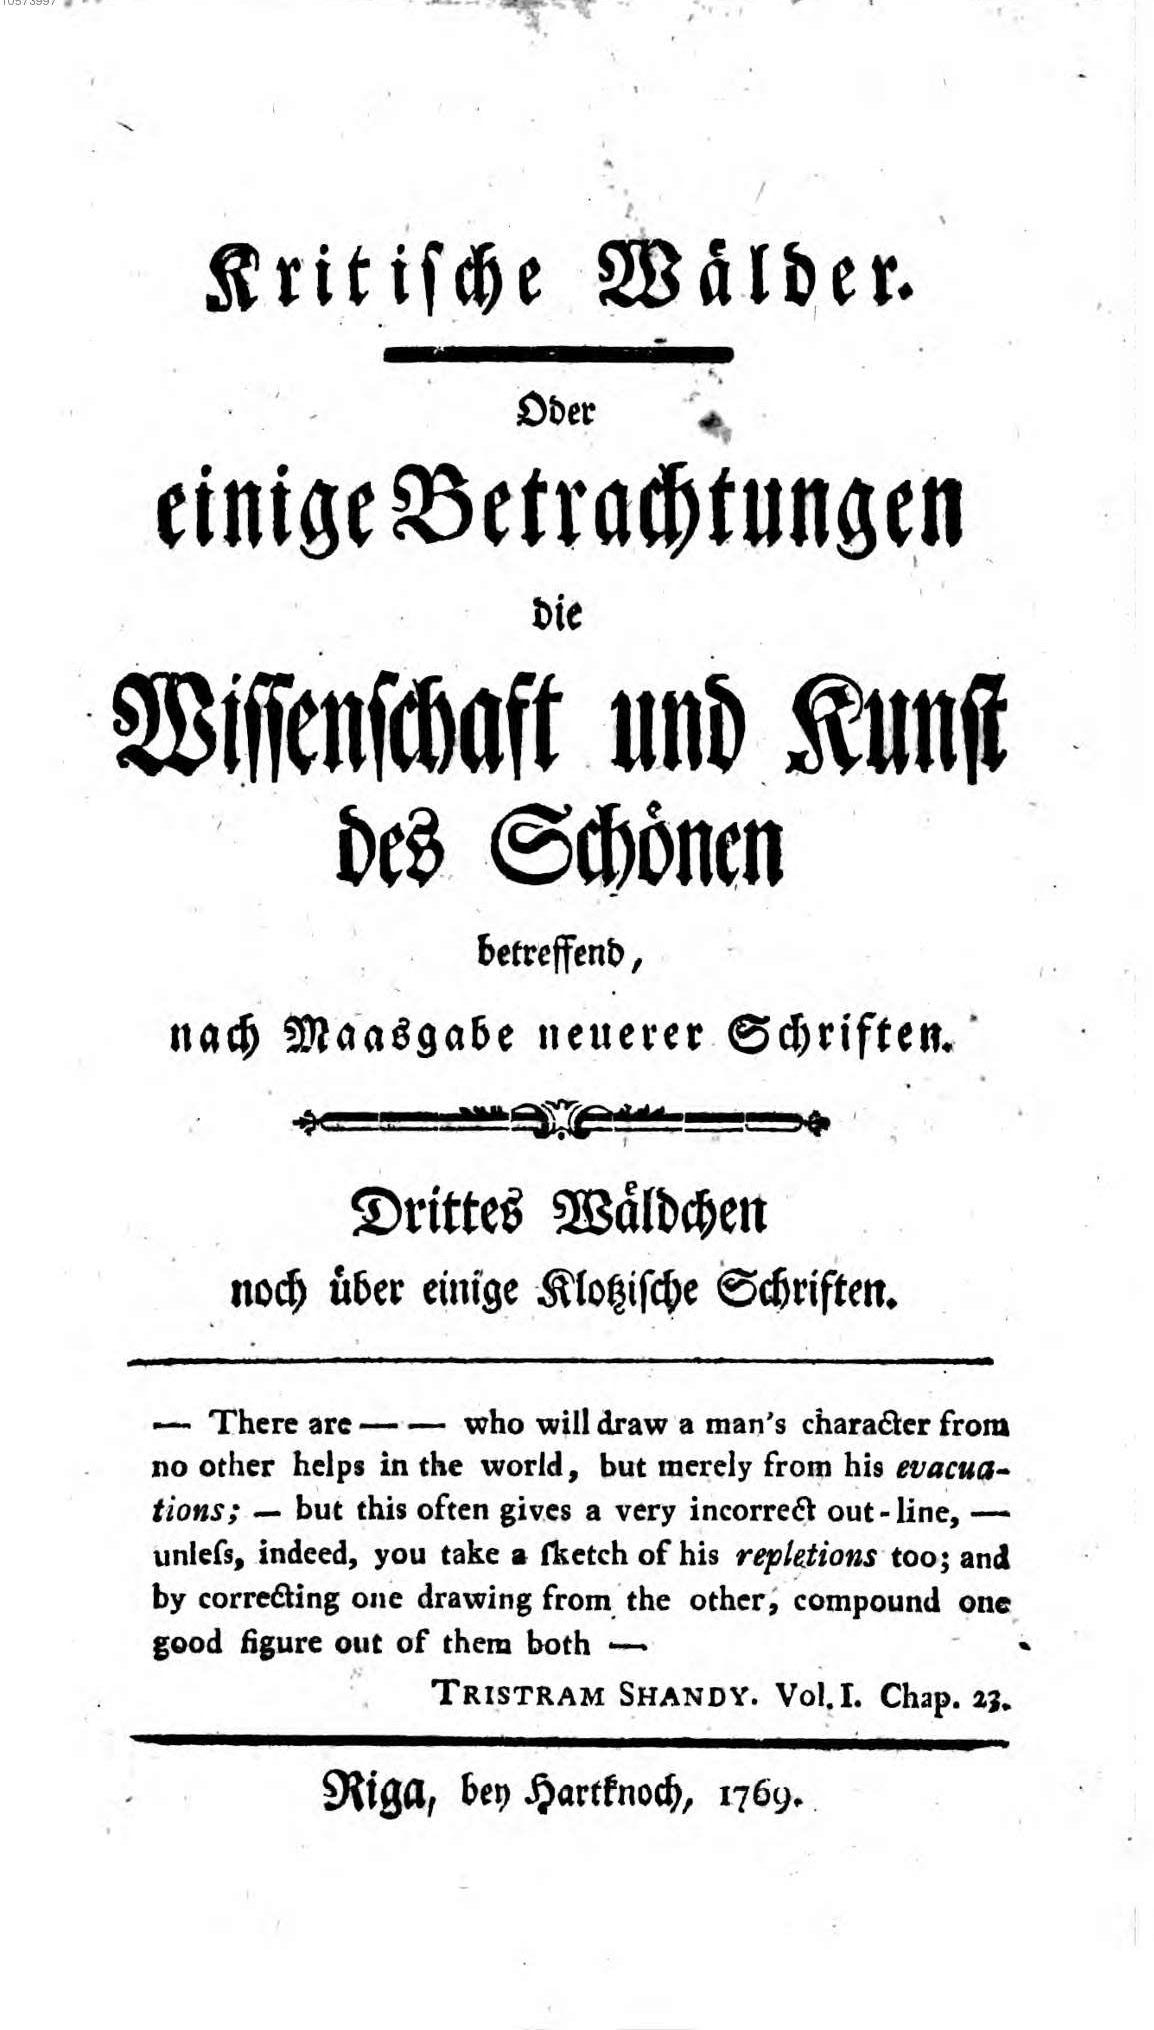 10573997
Kritiſche Wälder.
Oder
einige Betrachtungen
die
Wiſſenſchaft und Kunſt
des Schönen
betreffend,
nach Maasgabe neuerer Schriften.
Drittes Wäldchen
noch über einige Klotziſche Schriften.
— There are — — who will draw a man's character from
no other helps in the world, but merely from his evacua-
tions; — but this often gives a very incorrect out-line, —
unleſs, indeed, you take a ſketch of his repletions too; and
by correcting one drawing from the other, compound one
good figure out of them both —
TRISTRAM SHANDY. Vol. I. Chap. 23.
Riga, bey Hartknoch, 1769.